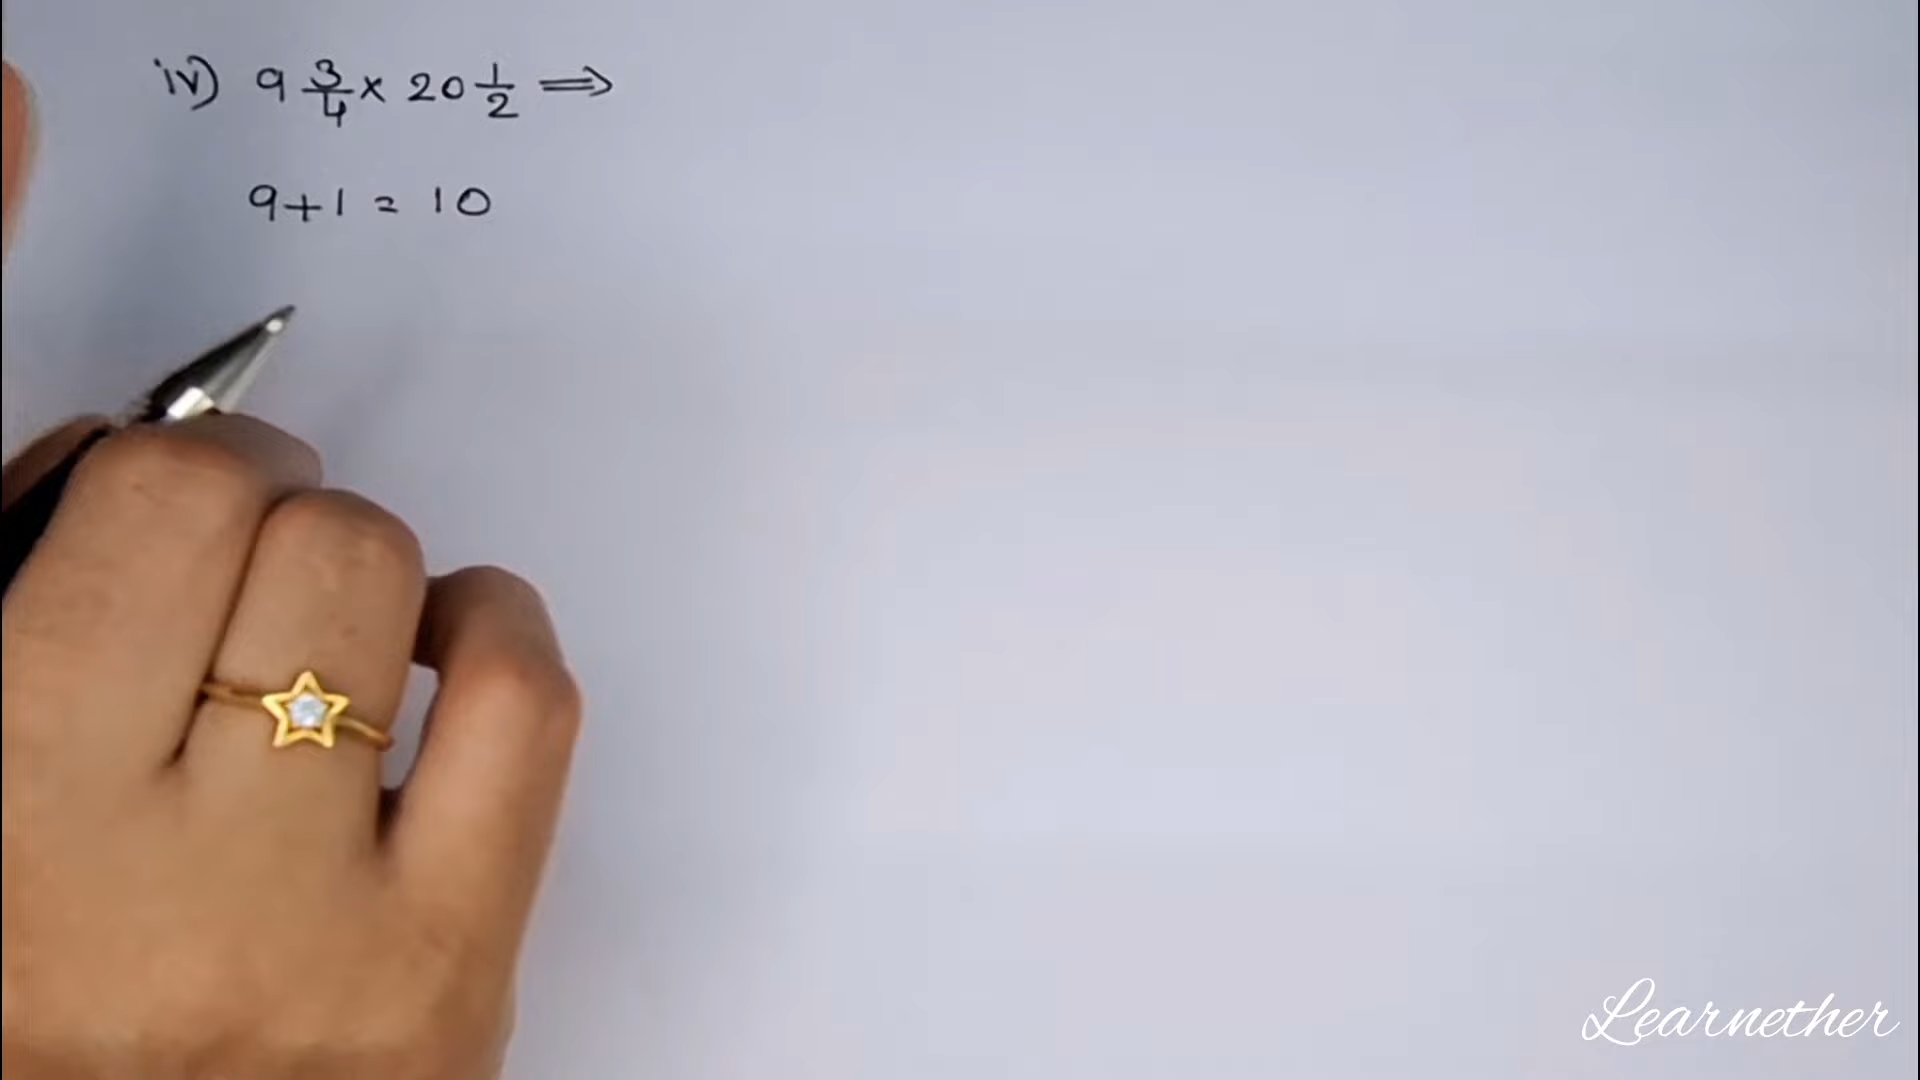 iv) 9 3/4 × 20 1/2 ⟹
9+1 = 10
Learnether